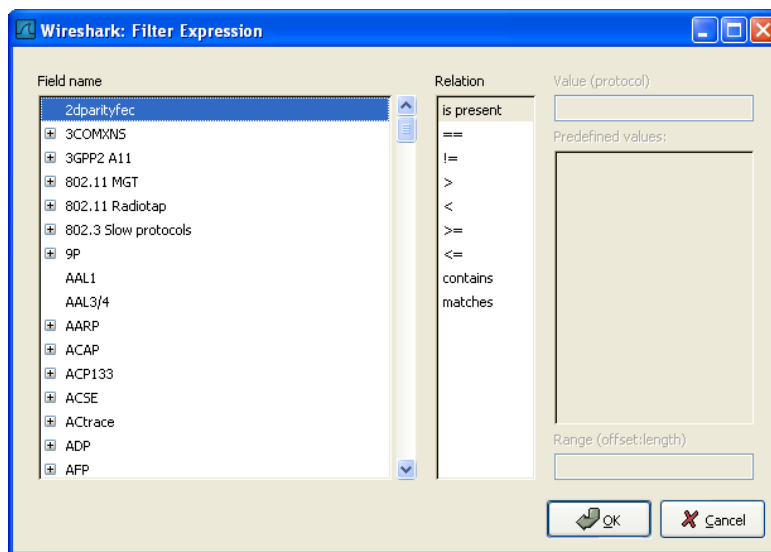 Wireshark: Filter Expression
Field name
2dparityfec
3COMXNS
3GPP2 A11
802.11 MGT
802.11 Radiotap
802.3 Slow protocols
9P
AAL1
AAL3/4
AARP
ACAP
ACP133
ACSE
ACtrace
ADP
AFP
Relation
is present
==
!=
>
<
>=
<=
contains
matches
Value (protocol)
Predefined values:
Range (offset:length)
OK
Cancel